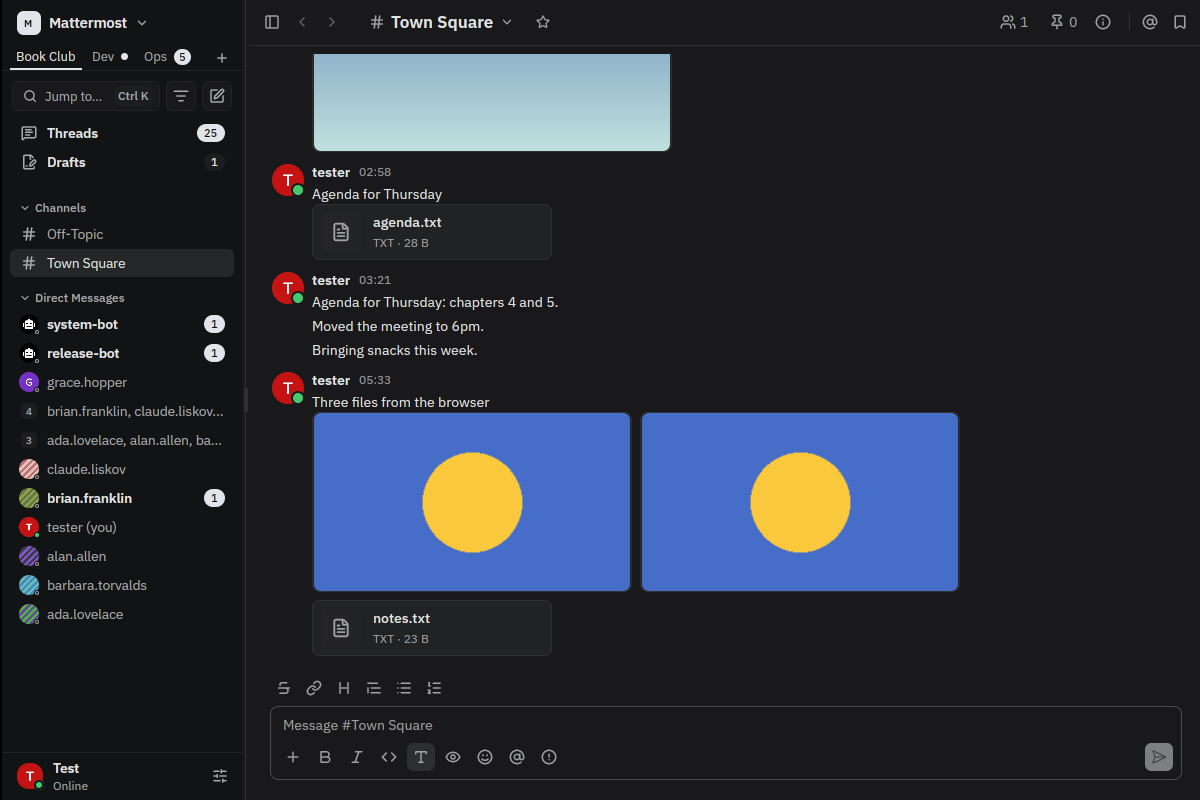 M Mattermost
Book Club Dev Ops 5
Jump to... Ctrl K
Threads 25
Drafts 1
Channels
Off-Topic
Town Square
Direct Messages
system-bot 1
release-bot 1
G grace.hopper
4 brian.franklin, claude.liskov...
3 ada.lovelace, alan.allen, ba...
claude.liskov
brian.franklin 1
T tester (you)
alan.allen
barbara.torvalds
ada.lovelace
T Test
Online
# Town Square 1 0
T tester 02:58
Agenda for Thursday
agenda.txt
TXT · 28 B
T tester 03:21
Agenda for Thursday: chapters 4 and 5.
Moved the meeting to 6pm.
Bringing snacks this week.
T tester 05:33
Three files from the browser
notes.txt
TXT · 23 B
Message #Town Square